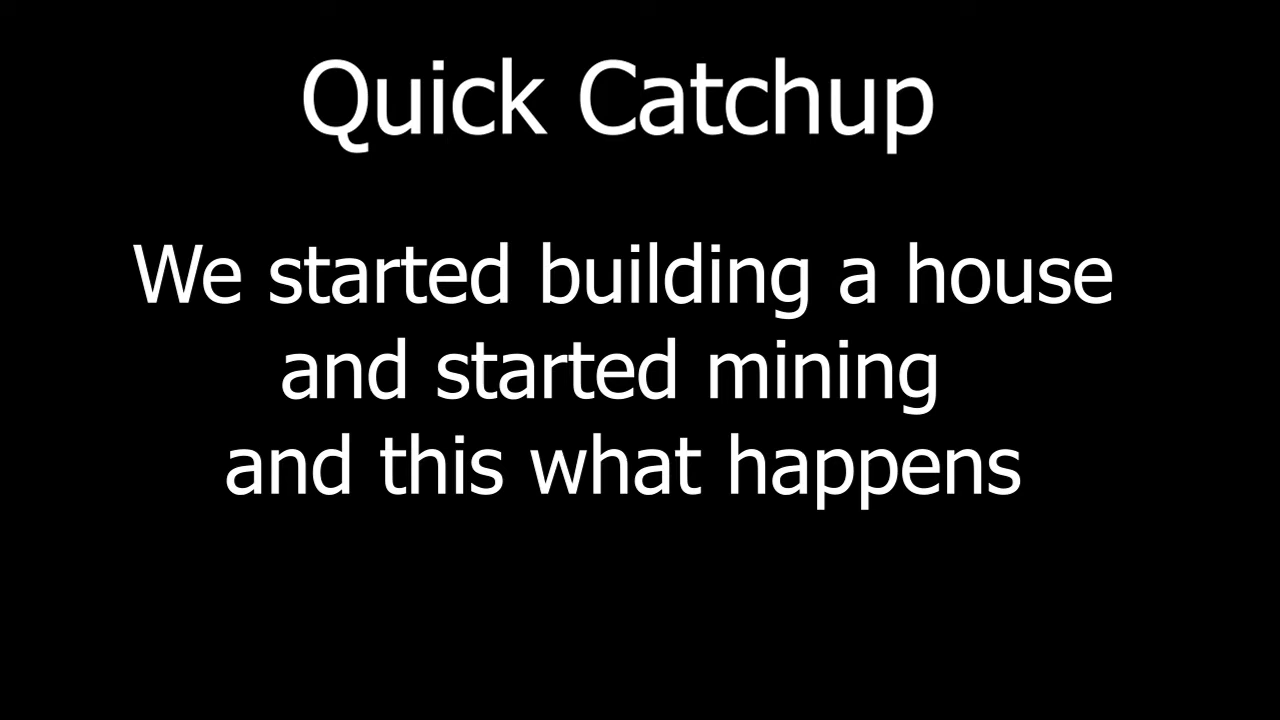 Quick Catchup
We started building a house
and started mining
and this what happens